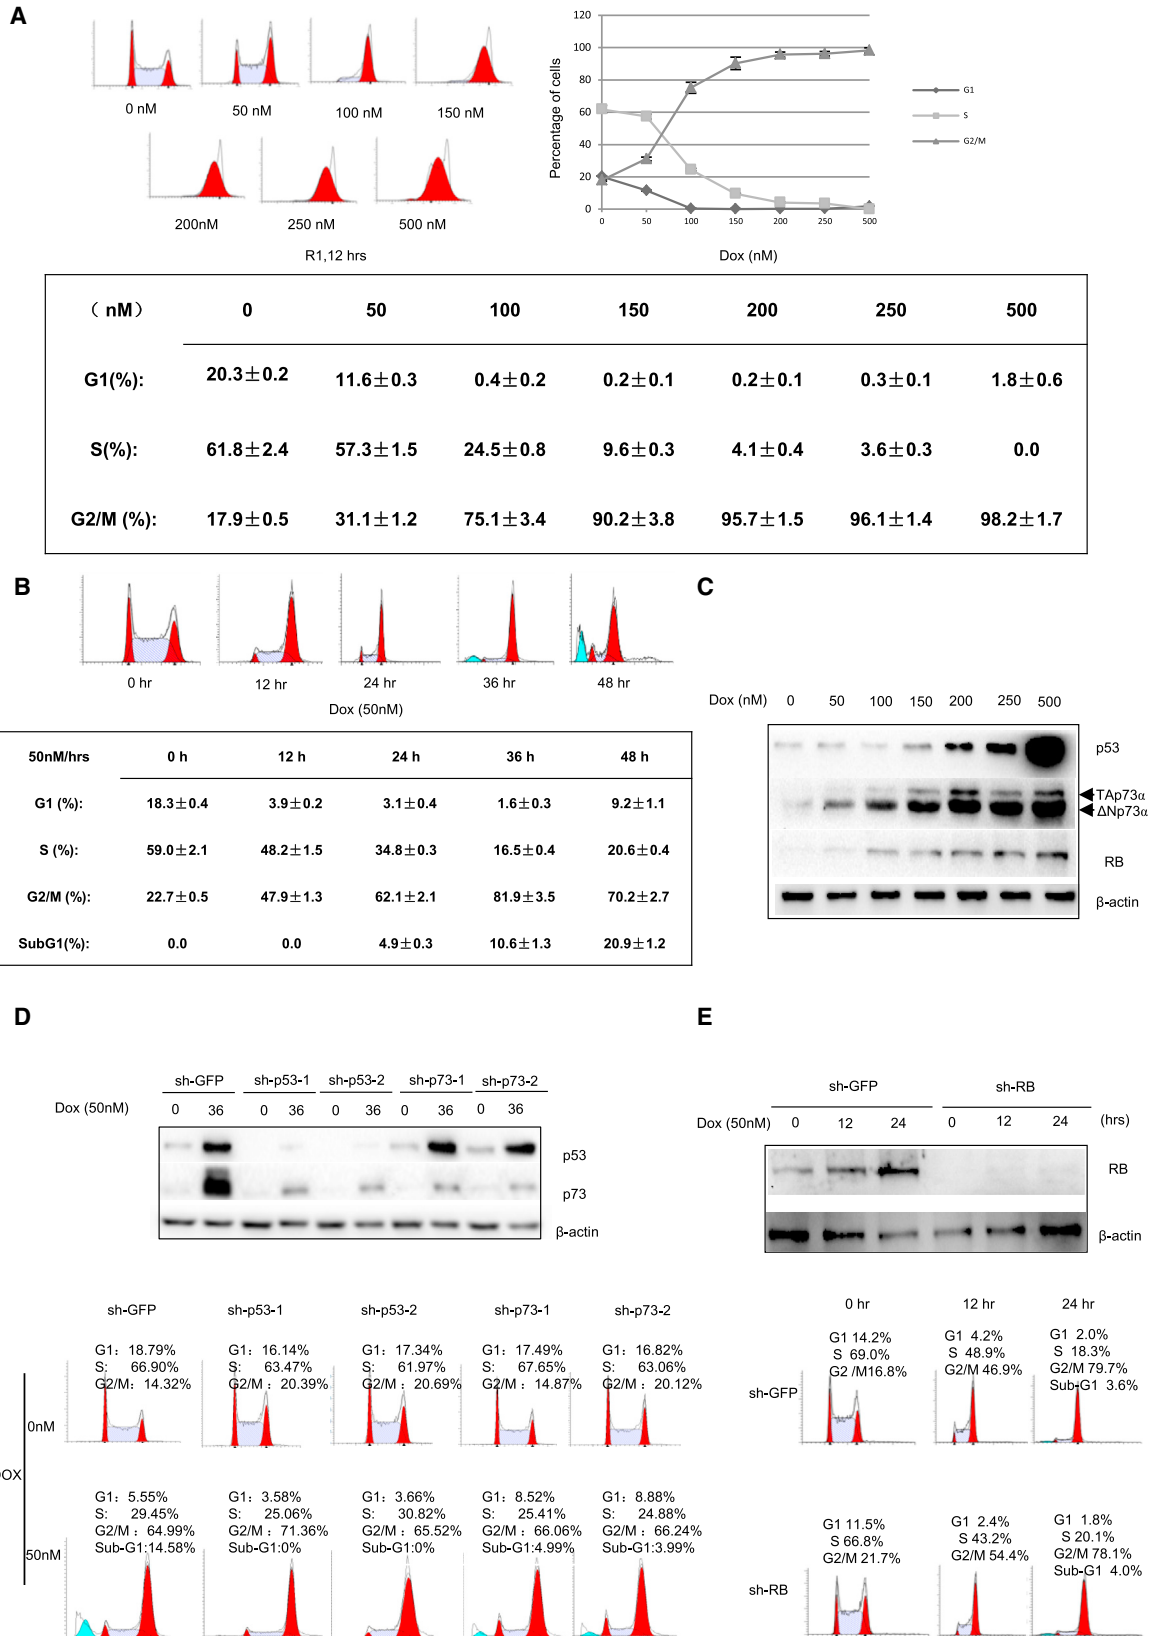 A
0 nM
50 nM
100 nM
150 nM
200nM
250 nM
500 nM
R1,12 hrs
120
100
80
60
40
20
0
Percentage of cells
0
50
100
150
200
250
500
Dox (nM)
G1
S
G2/M
（ nM） 0 50 100 150 200 250 500
G1(%): 20.3±0.2 11.6±0.3 0.4±0.2 0.2±0.1 0.2±0.1 0.3±0.1 1.8±0.6
S(%): 61.8±2.4 57.3±1.5 24.5±0.8 9.6±0.3 4.1±0.4 3.6±0.3 0.0
G2/M (%): 17.9±0.5 31.1±1.2 75.1±3.4 90.2±3.8 95.7±1.5 96.1±1.4 98.2±1.7
B
0 hr
12 hr
24 hr
36 hr
48 hr
Dox (50nM)
50nM/hrs 0 h 12 h 24 h 36 h 48 h
G1 (%): 18.3±0.4 3.9±0.2 3.1±0.4 1.6±0.3 9.2±1.1
S (%): 59.0±2.1 48.2±1.5 34.8±0.3 16.5±0.4 20.6±0.4
G2/M (%): 22.7±0.5 47.9±1.3 62.1±2.1 81.9±3.5 70.2±2.7
SubG1(%): 0.0 0.0 4.9±0.3 10.6±1.3 20.9±1.2
C
Dox (nM) 0 50 100 150 200 250 500
p53
TAp73α
ΔNp73α
RB
β-actin
D
sh-GFP sh-p53-1 sh-p53-2 sh-p73-1 sh-p73-2
Dox (50nM) 0 36 0 36 0 36 0 36 0 36
p53
p73
β-actin
sh-GFP sh-p53-1 sh-p53-2 sh-p73-1 sh-p73-2
G1: 18.79% G1: 16.14% G1: 17.34% G1: 17.49% G1: 16.82%
S: 66.90% S: 63.47% S: 61.97% S: 67.65% S: 63.06%
G2/M : 14.32% G2/M : 20.39% G2/M : 20.69% G2/M : 14.87% G2/M : 20.12%
0nM
OX
G1: 5.55% G1: 3.58% G1: 3.66% G1: 8.52% G1: 8.88%
S: 29.45% S: 25.06% S: 30.82% S: 25.41% S: 24.88%
G2/M : 64.99% G2/M : 71.36% G2/M : 65.52% G2/M : 66.06% G2/M : 66.24%
Sub-G1:14.58% Sub-G1:0% Sub-G1:0% Sub-G1:4.99% Sub-G1:3.99%
50nM
E
sh-GFP sh-RB
Dox (50nM) 0 12 24 0 12 24 (hrs)
RB
β-actin
0 hr 12 hr 24 hr
sh-GFP
G1 14.2%
S 69.0%
G2 /M16.8%
G1 4.2%
S 48.9%
G2/M 46.9%
G1 2.0%
S 18.3%
G2/M 79.7%
Sub-G1 3.6%
sh-RB
G1 11.5%
S 66.8%
G2/M 21.7%
G1 2.4%
S 43.2%
G2/M 54.4%
G1 1.8%
S 20.1%
G2/M 78.1%
Sub-G1 4.0%